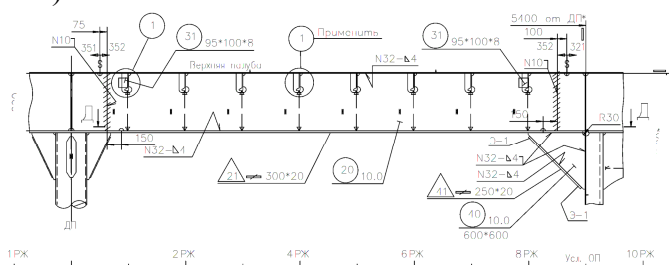 75
N10
351 352
1
31
95*100*8
Верхняя палуба
1
Применить
N32-⊿4
31
95*100*8
5400 от ДП*
100
352 321
N10
Д
150
N32-⊿4
21
300*20
20
10.0
150
Д
R30
Э-1
N32-⊿4
N32-⊿4
41
250*20
40
10.0
600*600
Э-1
ДП
1РЖ
2РЖ
4РЖ
6РЖ
8РЖ
Усл. ОП
10РЖ